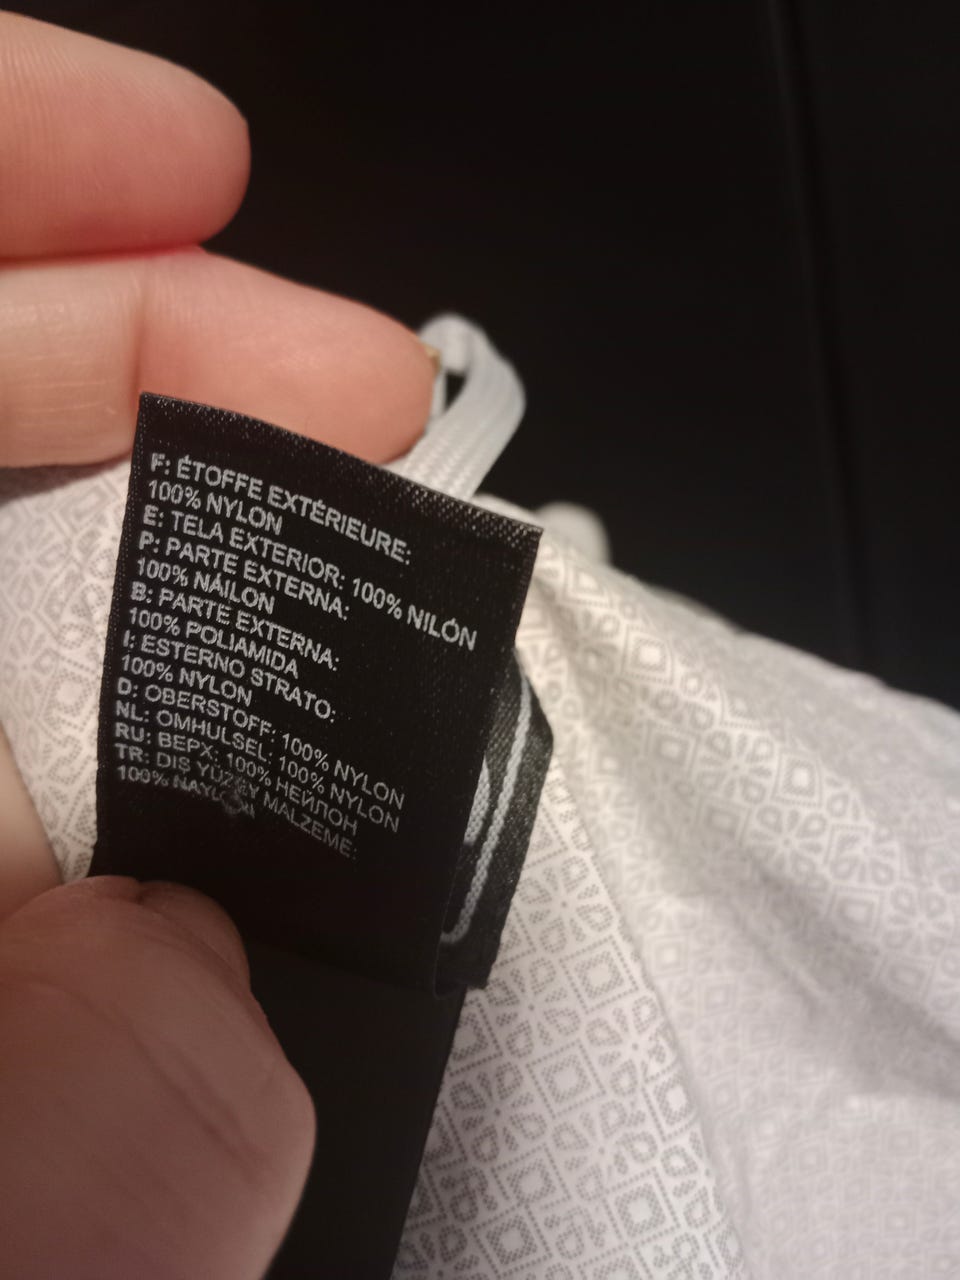 F: ÉTOFFE EXTÉRIEURE:
100% NYLON
E: TELA EXTERIOR: 100% NILÓN
P: PARTE EXTERNA:
100% NÁILON
B: PARTE EXTERNA:
100% POLIAMIDA
I: ESTERNO STRATO:
100% NYLON
D: OBERSTOFF: 100% NYLON
NL: OMHULSEL: 100% NYLON
RU: ВЕРХ: 100% НЕЙЛОН
TR: DIS YÜZEY MALZEME:
100% NAYLON